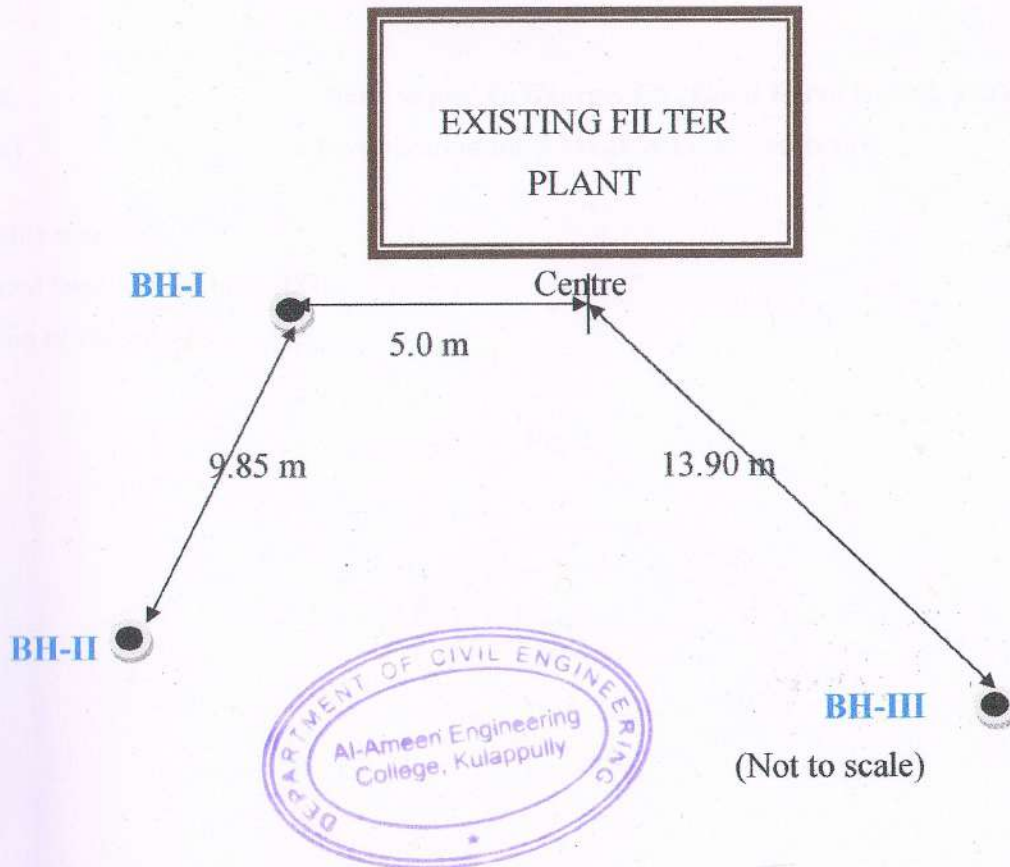 EXISTING FILTER
PLANT
BH-I
Centre
5.0 m
9.85 m
13.90 m
BH-II
BH-III
(Not to scale)
DEPARTMENT OF CIVIL ENGINEERING
Al-Ameen Engineering
College, Kulappully
*